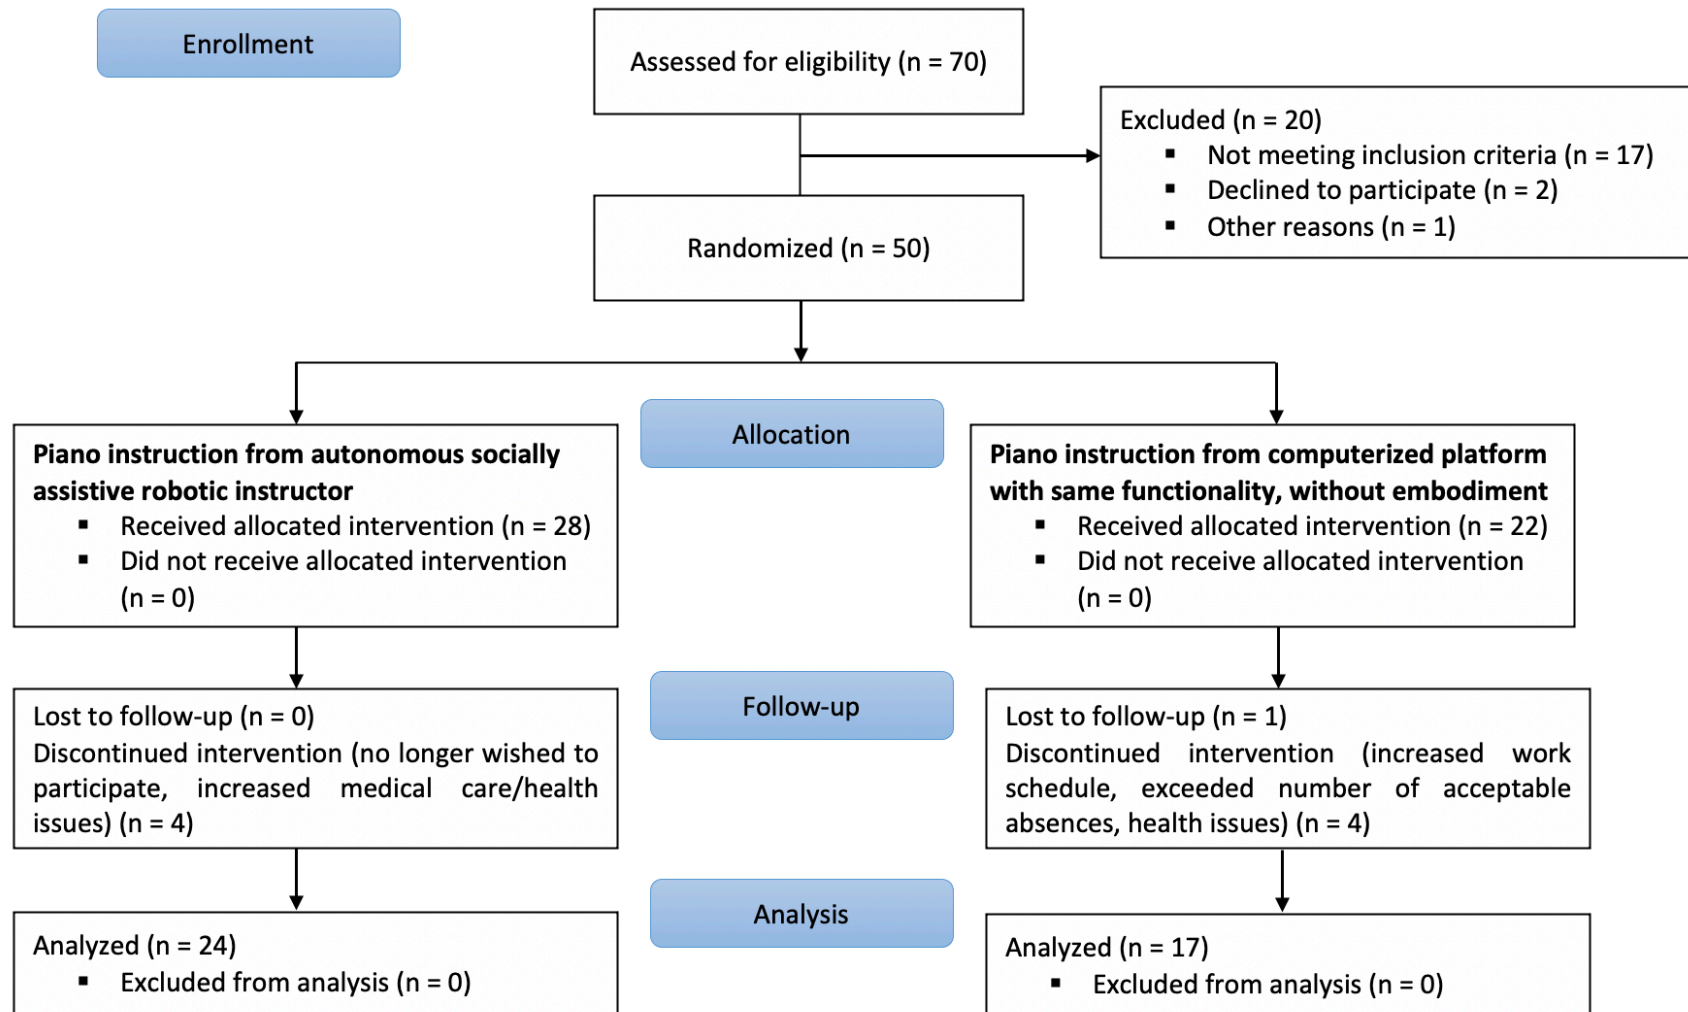 Enrollment
Assessed for eligibility (n = 70)
Excluded (n = 20)
▪ Not meeting inclusion criteria (n = 17)
▪ Declined to participate (n = 2)
▪ Other reasons (n = 1)
Randomized (n = 50)
Allocation
Piano instruction from autonomous socially
assistive robotic instructor
▪ Received allocated intervention (n = 28)
▪ Did not receive allocated intervention
(n = 0)
Piano instruction from computerized platform
with same functionality, without embodiment
▪ Received allocated intervention (n = 22)
▪ Did not receive allocated intervention
(n = 0)
Follow-up
Lost to follow-up (n = 0)
Discontinued intervention (no longer wished to
participate, increased medical care/health
issues) (n = 4)
Lost to follow-up (n = 1)
Discontinued intervention (increased work
schedule, exceeded number of acceptable
absences, health issues) (n = 4)
Analysis
Analyzed (n = 24)
▪ Excluded from analysis (n = 0)
Analyzed (n = 17)
▪ Excluded from analysis (n = 0)